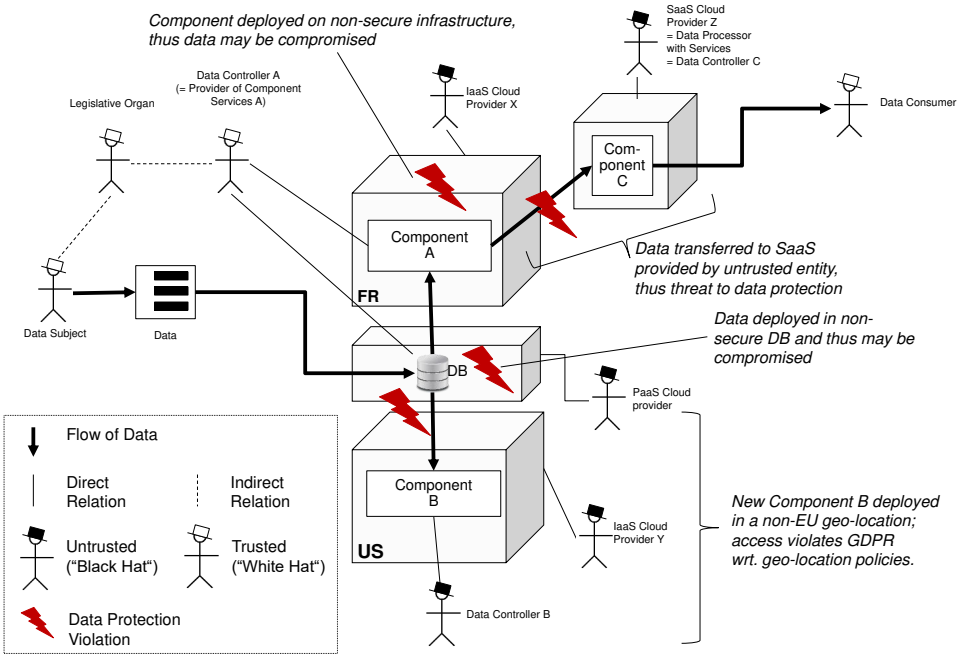 Component deployed on non-secure infrastructure,
thus data may be compromised
SaaS Cloud
Provider Z
= Data Processor
with Services
= Data Controller C
Data Controller A
(= Provider of Component
Services A)
Legislative Organ
IaaS Cloud
Provider X
Data Consumer
Com-
ponent
C
Component
A
FR
Data transferred to SaaS
provided by untrusted entity,
thus threat to data protection
Data Subject
Data
Data deployed in non-
secure DB and thus may be
compromised
DB
PaaS Cloud
provider
Flow of Data
Direct
Relation
Indirect
Relation
Untrusted
("Black Hat“)
Trusted
("White Hat“)
Data Protection
Violation
Component
B
US
IaaS Cloud
Provider Y
New Component B deployed
in a non-EU geo-location;
access violates GDPR
wrt. geo-location policies.
Data Controller B